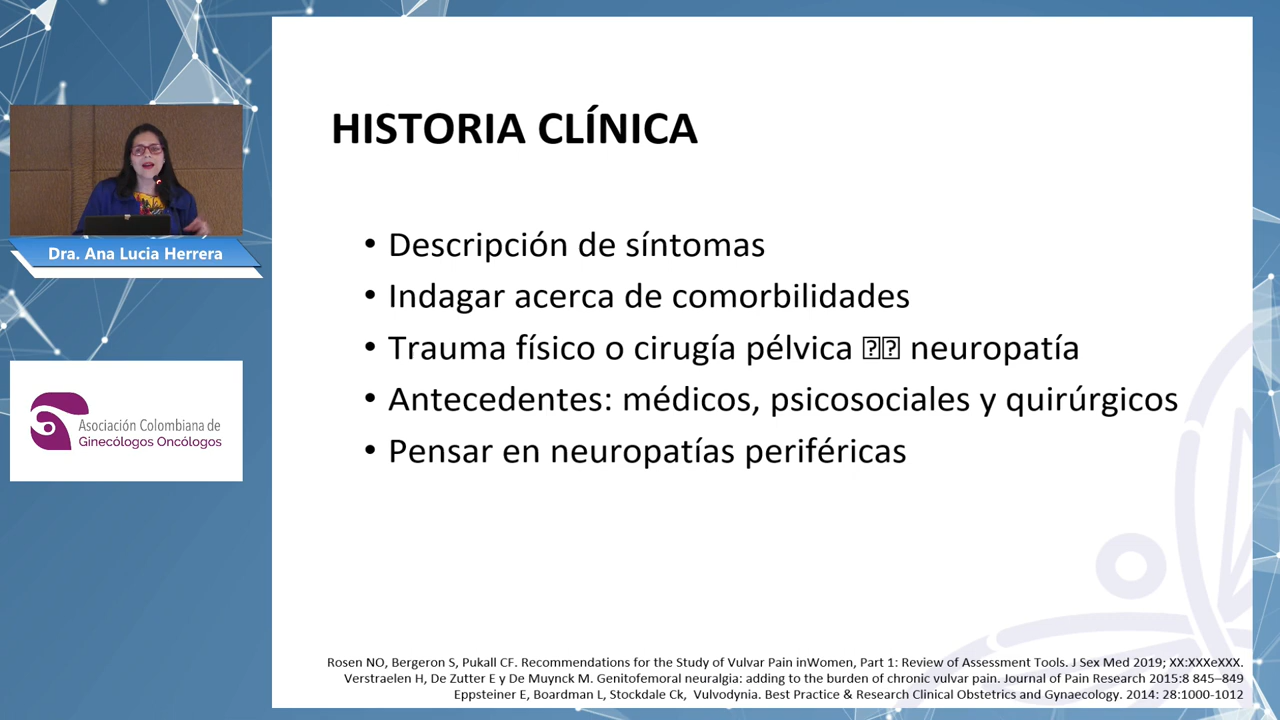 HISTORIA CLÍNICA
• Descripción de síntomas
• Indagar acerca de comorbilidades
• Trauma físico o cirugía pélvica �� neuropatía
• Antecedentes: médicos, psicosociales y quirúrgicos
• Pensar en neuropatías periféricas
Dra. Ana Lucia Herrera
Asociación Colombiana de
Ginecólogos Oncólogos
Rosen NO, Bergeron S, Pukall CF. Recommendations for the Study of Vulvar Pain inWomen, Part 1: Review of Assessment Tools. J Sex Med 2019; XX:XXXeXXX.
Verstraelen H, De Zutter E y De Muynck M. Genitofemoral neuralgia: adding to the burden of chronic vulvar pain. Journal of Pain Research 2015:8 845–849
Eppsteiner E, Boardman L, Stockdale Ck, Vulvodynia. Best Practice & Research Clinical Obstetrics and Gynaecology. 2014: 28:1000-1012